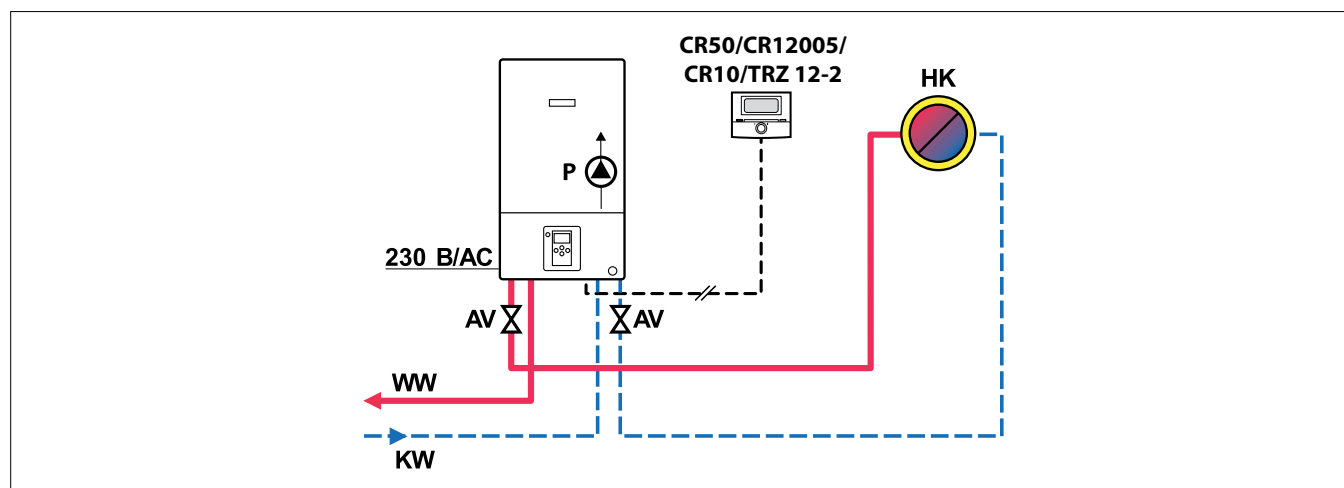 CR50/CR12005/
CR10/TRZ 12-2
HK
P
230 B/AC
AV
AV
WW
KW